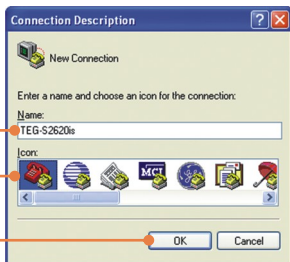 Connection Description
New Connection
Enter a name and choose an icon for the connection:
Name:
TEG-S2620is
Icon:
MCI
OK
Cancel